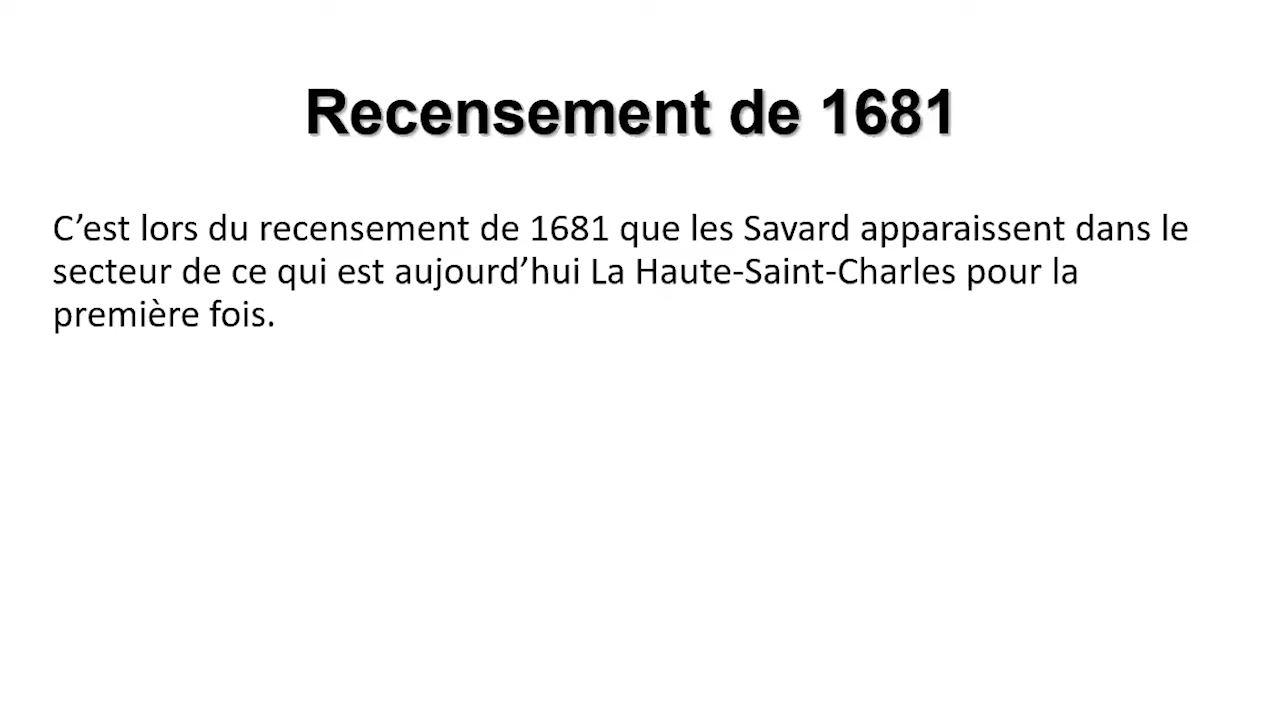 Recensement de 1681
C’est lors du recensement de 1681 que les Savard apparaissent dans le
secteur de ce qui est aujourd’hui La Haute-Saint-Charles pour la
première fois.